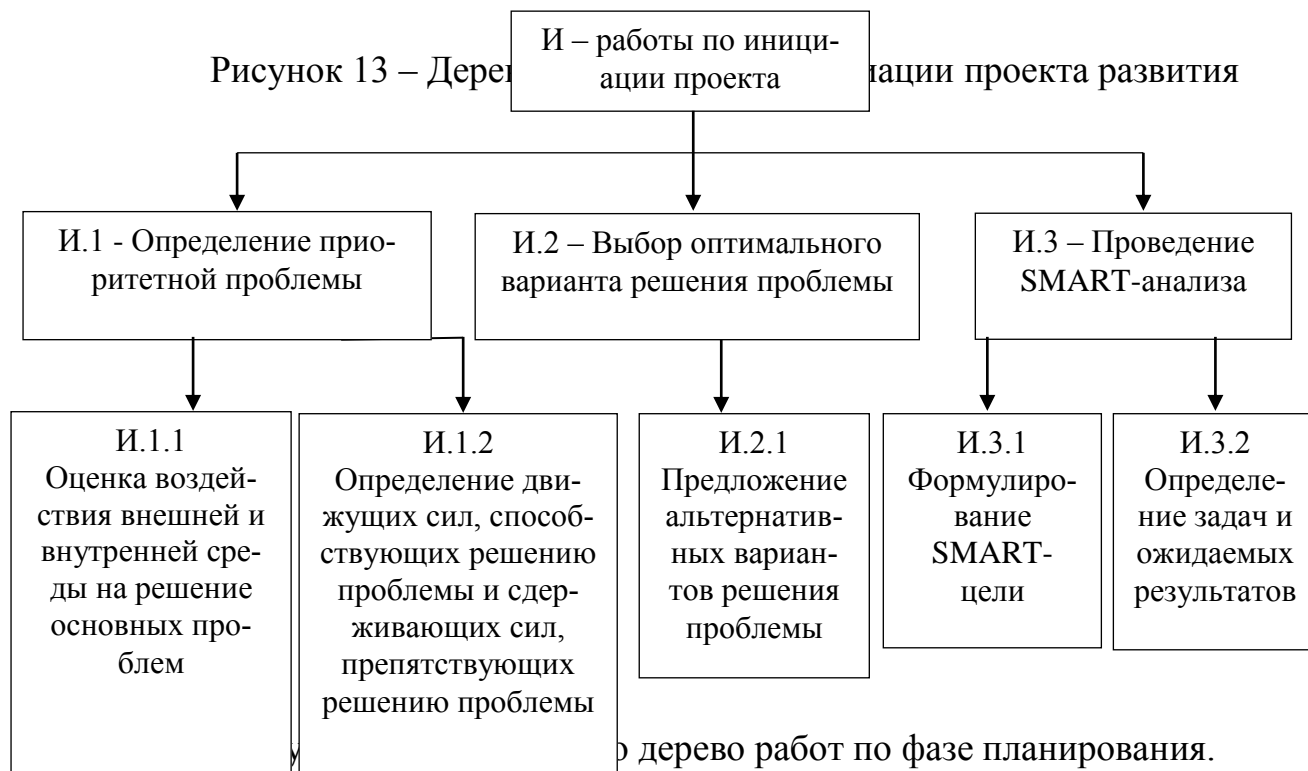 И – работы по иници-
ации проекта
Рисунок 13 – Дере иации проекта развития
И.1 - Определение прио-
ритетной проблемы
И.2 – Выбор оптимального
варианта решения проблемы
И.3 – Проведение
SMART-анализа
И.1.1
Оценка воздей-
ствия внешней и
внутренней сре-
ды на решение
основных про-
блем
И.1.2
Определение дви-
жущих сил, способ-
ствующих решению
проблемы и сдер-
живающих сил,
препятствующих
решению проблемы
И.2.1
Предложение
альтернатив-
ных вариан-
тов решения
проблемы
И.3.1
Формулиро-
вание
SMART-
цели
И.3.2
Определе-
ние задач и
ожидаемых
результатов
дерево работ по фазе планирования.